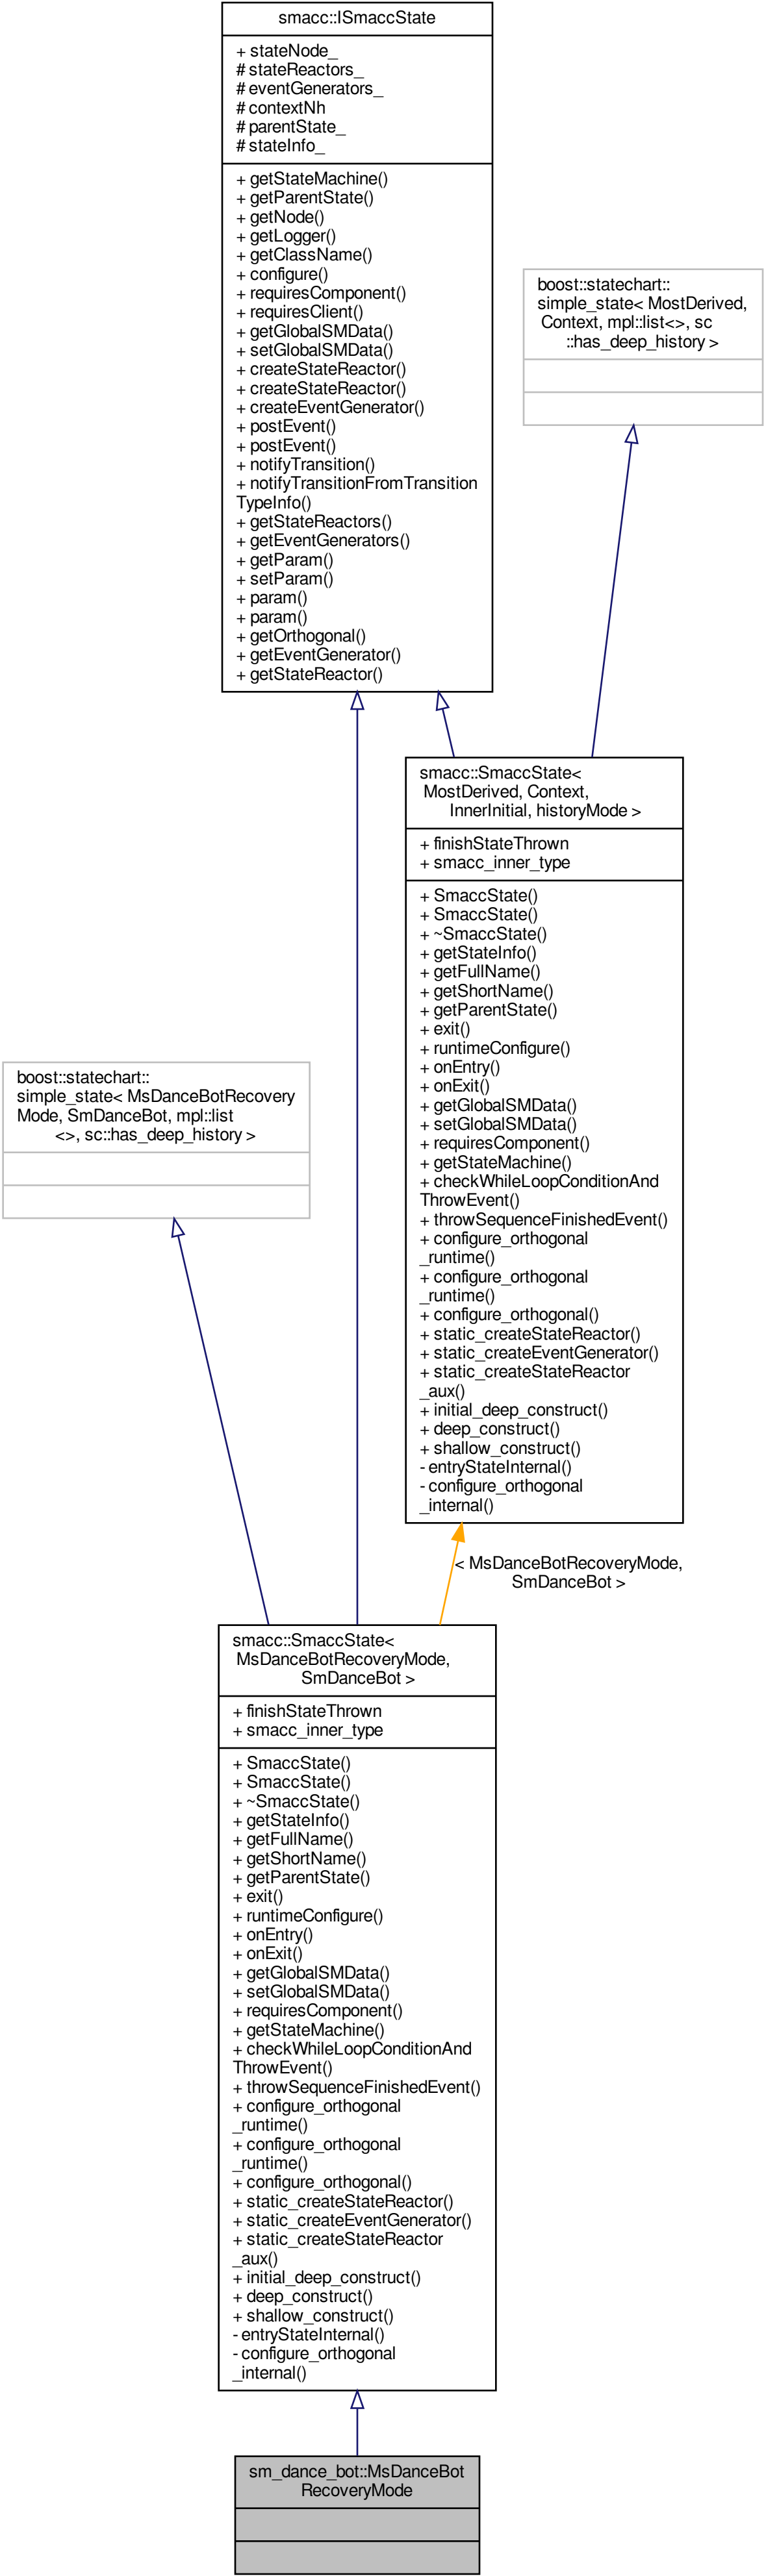 smacc::ISmaccState
+ stateNode_
# stateReactors_
# eventGenerators_
# contextNh
# parentState_
# stateInfo_
+ getStateMachine()
+ getParentState()
+ getNode()
+ getLogger()
+ getClassName()
+ configure()
+ requiresComponent()
+ requiresClient()
+ getGlobalSMData()
+ setGlobalSMData()
+ createStateReactor()
+ createStateReactor()
+ createEventGenerator()
+ postEvent()
+ postEvent()
+ notifyTransition()
+ notifyTransitionFromTransition
TypeInfo()
+ getStateReactors()
+ getEventGenerators()
+ getParam()
+ setParam()
+ param()
+ param()
+ getOrthogonal()
+ getEventGenerator()
+ getStateReactor()
boost::statechart::
simple_state< MostDerived,
Context, mpl::list<>, sc
::has_deep_history >
smacc::SmaccState<
MostDerived, Context,
InnerInitial, historyMode >
+ finishStateThrown
+ smacc_inner_type
+ SmaccState()
+ SmaccState()
+ ~SmaccState()
+ getStateInfo()
+ getFullName()
+ getShortName()
+ getParentState()
+ exit()
+ runtimeConfigure()
+ onEntry()
+ onExit()
+ getGlobalSMData()
+ setGlobalSMData()
+ requiresComponent()
+ getStateMachine()
+ checkWhileLoopConditionAnd
ThrowEvent()
+ throwSequenceFinishedEvent()
+ configure_orthogonal
_runtime()
+ configure_orthogonal
_runtime()
+ configure_orthogonal()
+ static_createStateReactor()
+ static_createEventGenerator()
+ static_createStateReactor
_aux()
+ initial_deep_construct()
+ deep_construct()
+ shallow_construct()
- entryStateInternal()
- configure_orthogonal
_internal()
boost::statechart::
simple_state< MsDanceBotRecovery
Mode, SmDanceBot, mpl::list
<>, sc::has_deep_history >
< MsDanceBotRecoveryMode,
SmDanceBot >
smacc::SmaccState<
MsDanceBotRecoveryMode,
SmDanceBot >
+ finishStateThrown
+ smacc_inner_type
+ SmaccState()
+ SmaccState()
+ ~SmaccState()
+ getStateInfo()
+ getFullName()
+ getShortName()
+ getParentState()
+ exit()
+ runtimeConfigure()
+ onEntry()
+ onExit()
+ getGlobalSMData()
+ setGlobalSMData()
+ requiresComponent()
+ getStateMachine()
+ checkWhileLoopConditionAnd
ThrowEvent()
+ throwSequenceFinishedEvent()
+ configure_orthogonal
_runtime()
+ configure_orthogonal
_runtime()
+ configure_orthogonal()
+ static_createStateReactor()
+ static_createEventGenerator()
+ static_createStateReactor
_aux()
+ initial_deep_construct()
+ deep_construct()
+ shallow_construct()
- entryStateInternal()
- configure_orthogonal
_internal()
sm_dance_bot::MsDanceBot
RecoveryMode